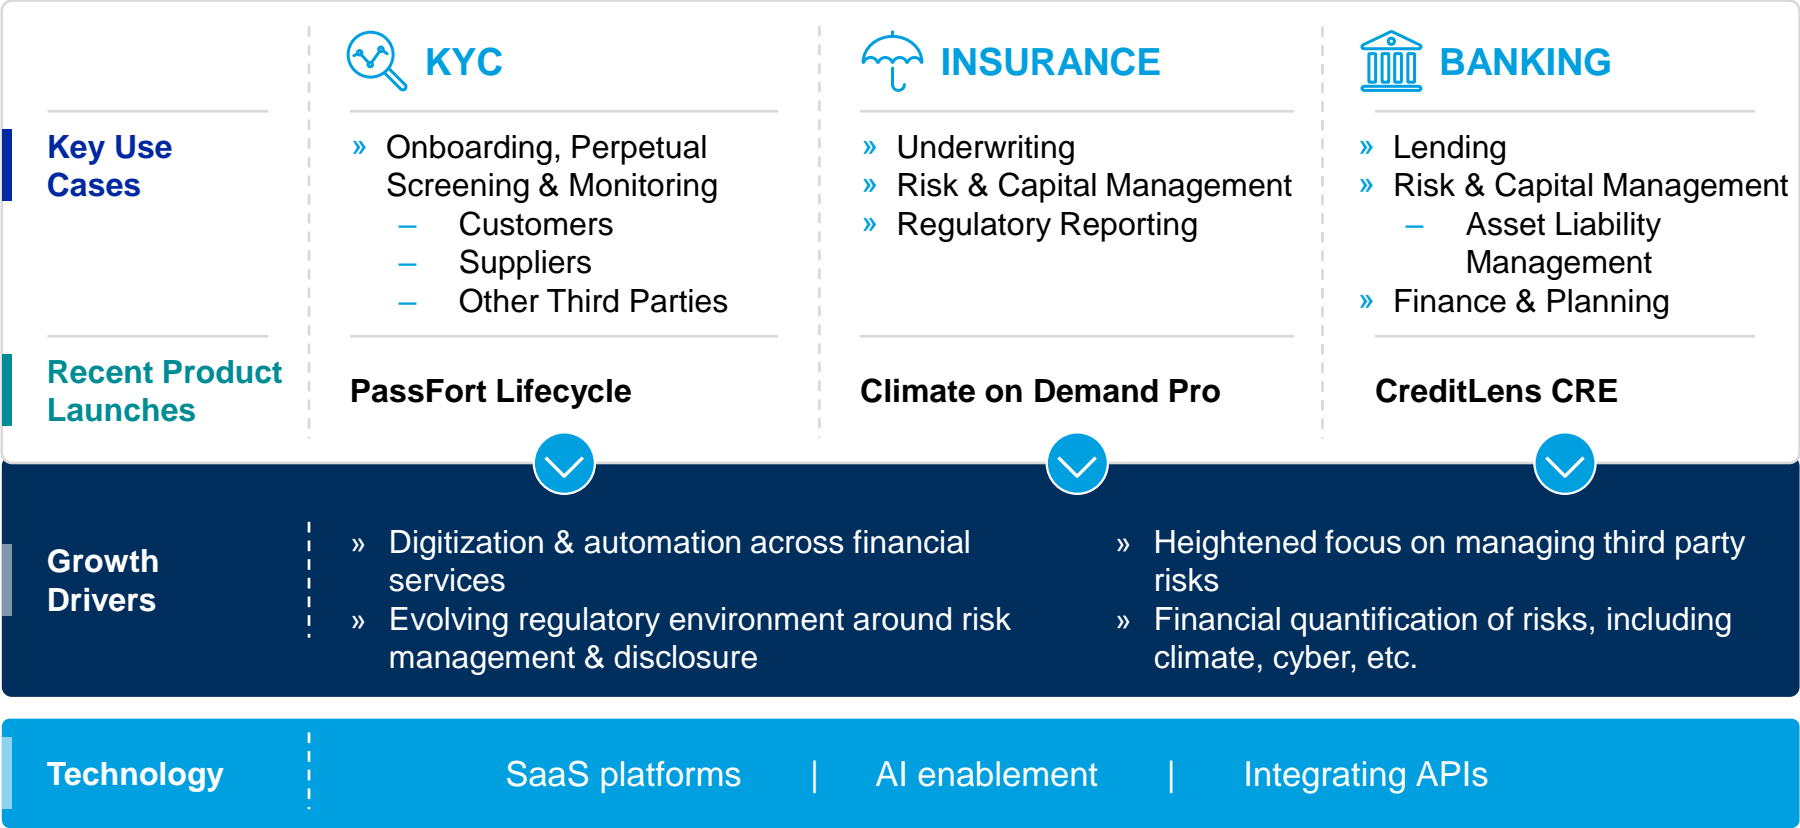 KYC
INSURANCE
BANKING
Key Use
Cases
» Onboarding, Perpetual
Screening & Monitoring
– Customers
– Suppliers
– Other Third Parties
» Underwriting
» Risk & Capital Management
» Regulatory Reporting
» Lending
» Risk & Capital Management
– Asset Liability
Management
» Finance & Planning
Recent Product
Launches
PassFort Lifecycle
Climate on Demand Pro
CreditLens CRE
Growth
Drivers
» Digitization & automation across financial
services
» Evolving regulatory environment around risk
management & disclosure
» Heightened focus on managing third party
risks
» Financial quantification of risks, including
climate, cyber, etc.
Technology
SaaS platforms | AI enablement | Integrating APIs